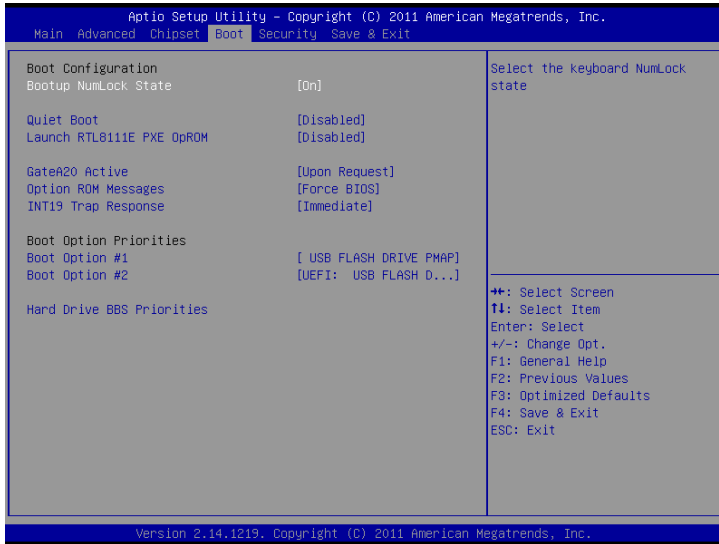 Aptio Setup Utility – Copyright (C) 2011 American Megatrends, Inc.
Main Advanced Chipset Boot Security Save & Exit
Boot Configuration
Bootup NumLock State [On]
Quiet Boot [Disabled]
Launch RTL8111E PXE OpROM [Disabled]
GateA20 Active [Upon Request]
Option ROM Messages [Force BIOS]
INT19 Trap Response [Immediate]
Boot Option Priorities
Boot Option #1 [ USB FLASH DRIVE PMAP]
Boot Option #2 [UEFI: USB FLASH D...]
Hard Drive BBS Priorities
Select the keyboard NumLock
state
→←: Select Screen
↑↓: Select Item
Enter: Select
+/-: Change Opt.
F1: General Help
F2: Previous Values
F3: Optimized Defaults
F4: Save & Exit
ESC: Exit
Version 2.14.1219. Copyright (C) 2011 American Megatrends, Inc.